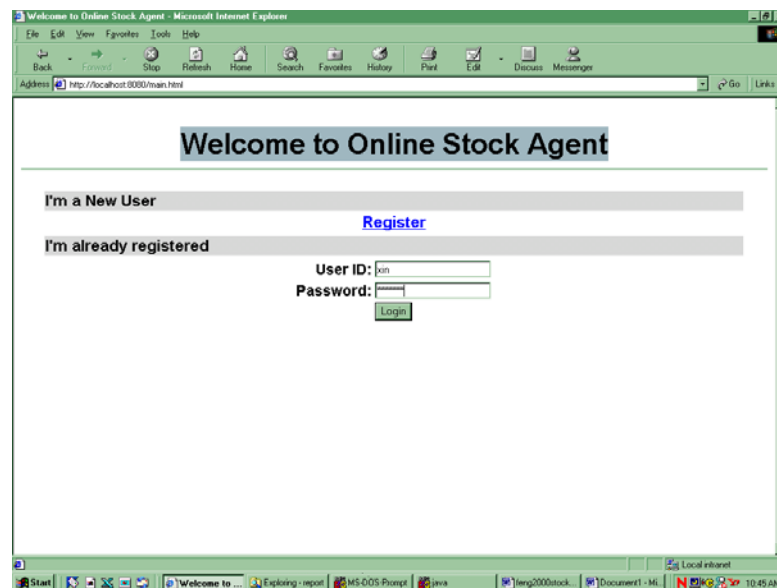 Welcome to Online Stock Agent - Microsoft Internet Explorer
File Edit View Favorites Tools Help
Back Forward Stop Refresh Home Search Favorites History Print Edit Discuss Messenger
Address http://localhost:8080/main.html Go Links
Welcome to Online Stock Agent
I'm a New User
Register
I'm already registered
User ID: xin
Password: *******
Login
Local intranet
Start Welcome to ... Exploring - report MS-DOS Prompt java feng2000stock... Document1 - Mi... 10:45 AM